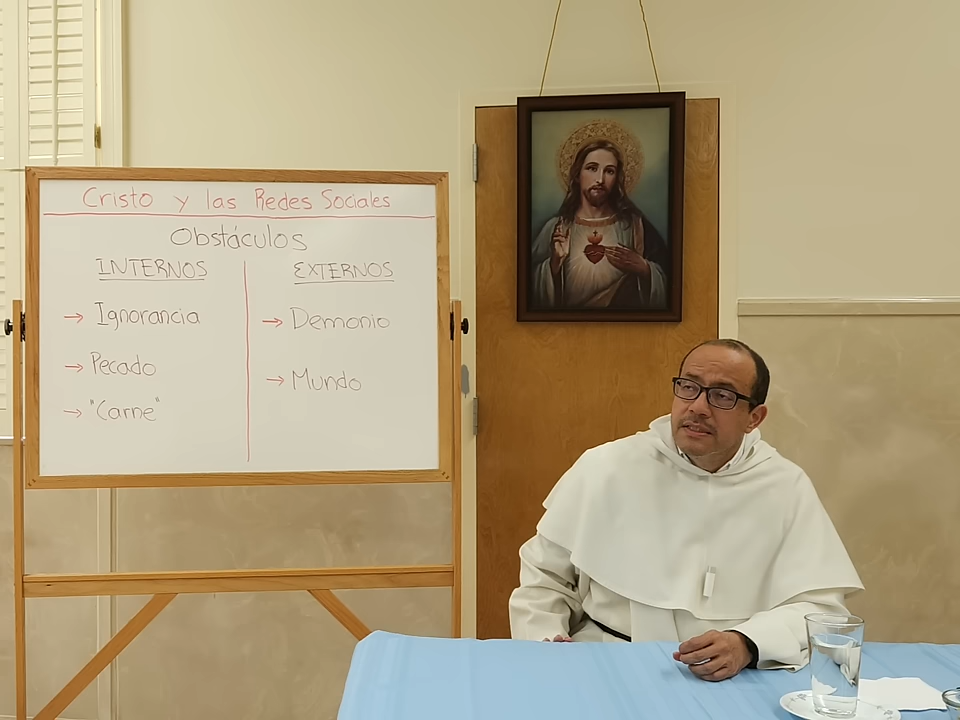 Cristo y las Redes Sociales
Obstáculos
INTERNOS
→ Ignorancia
→ Pecado
→ "Carne"
EXTERNOS
→ Demonio
→ Mundo